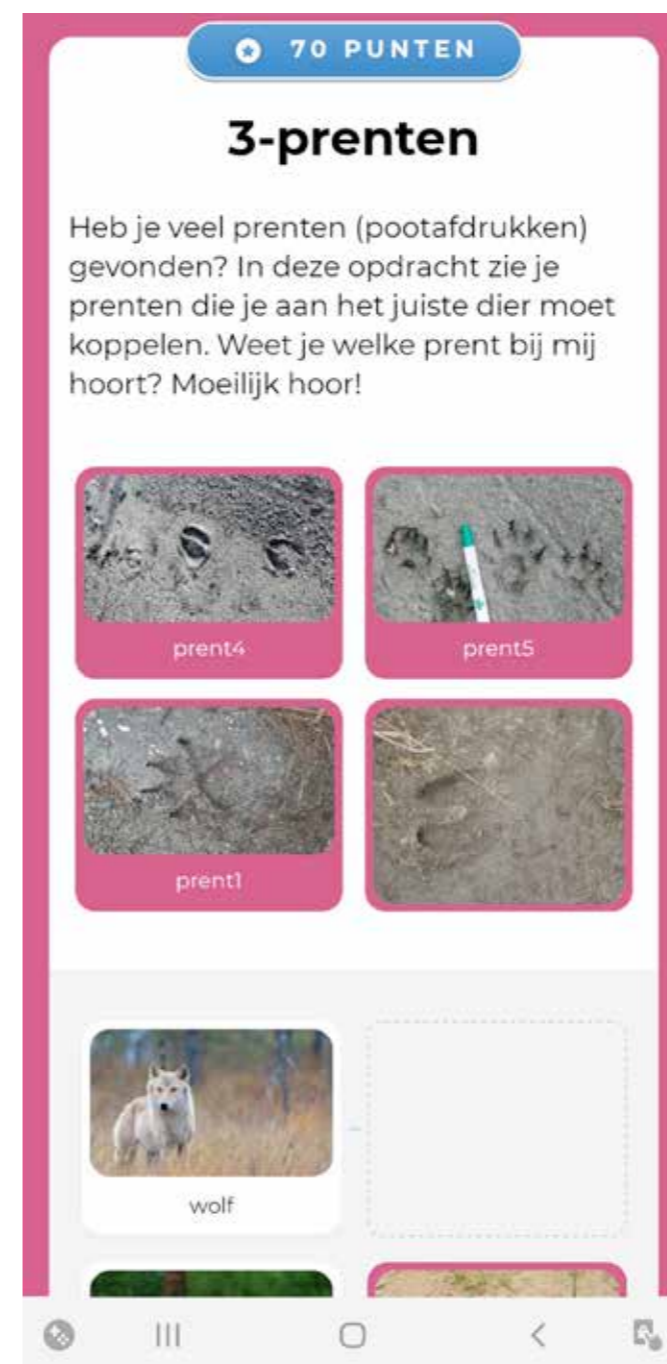 70 PUNTEN
3-prenten
Heb je veel prenten (pootafdrukken)
gevonden? In deze opdracht zie je
prenten die je aan het juiste dier moet
koppelen. Weet je welke prent bij mij
hoort? Moeilijk hoor!
prent4
prent5
prent1
wolf